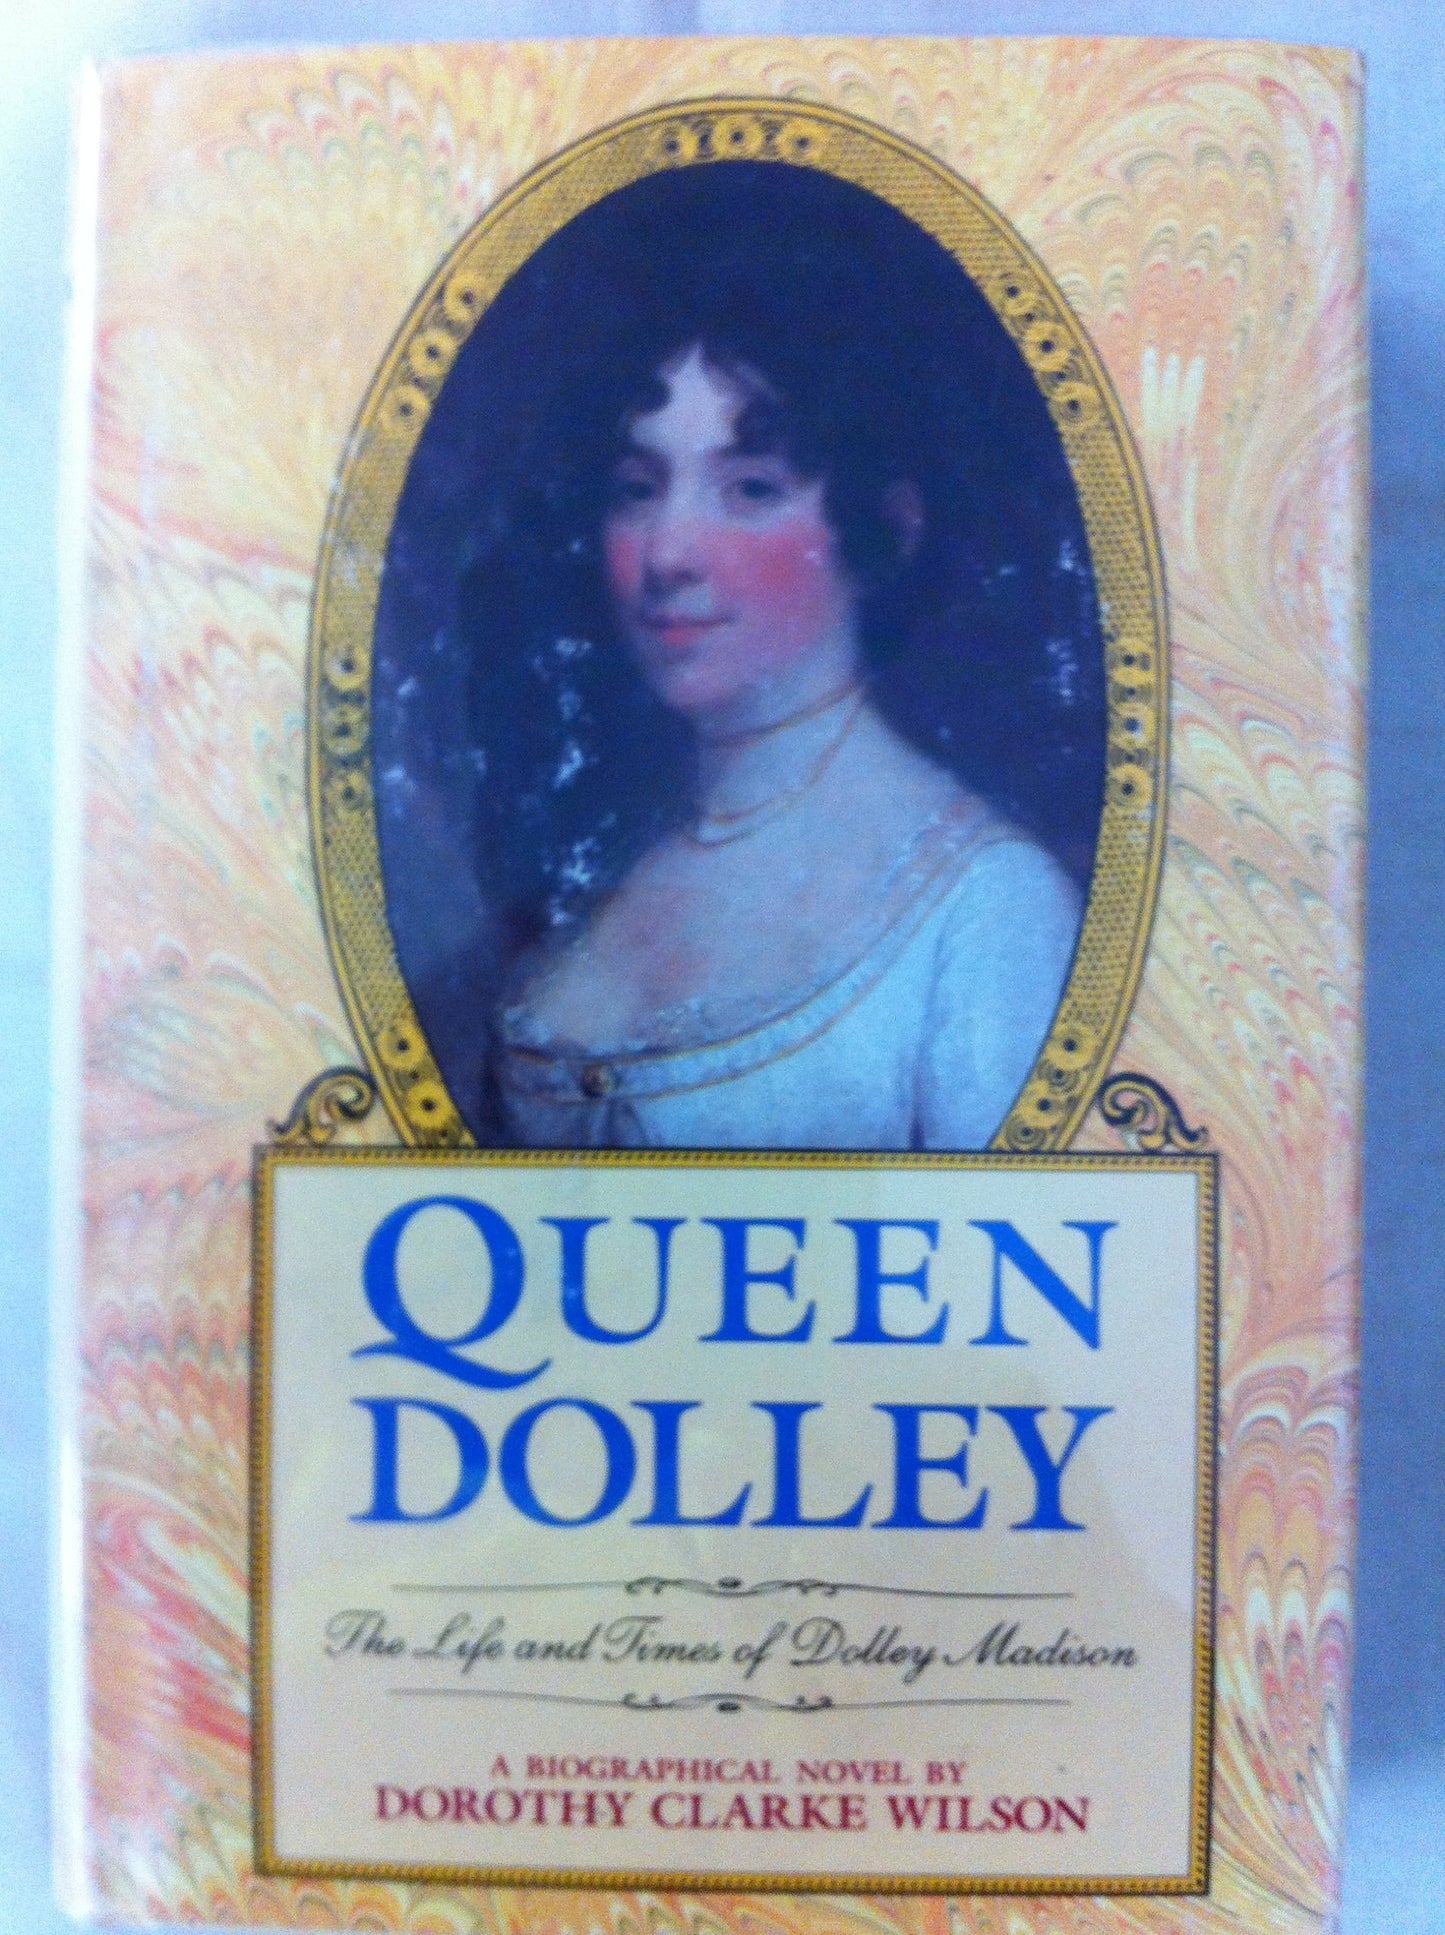 QUEEN
DOLLEY
The Life and Times of Dolley Madison
A BIOGRAPHICAL NOVEL BY
DOROTHY CLARKE WILSON